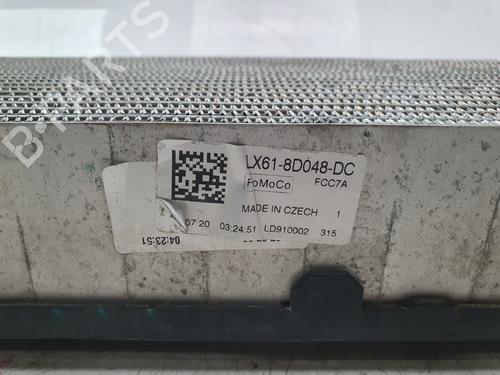 B-PARTS
LX61-8D048-DC
FoMoCo FCC7A
MADE IN CZECH 1
07 20 03:24:51 LD910002 315
04:23:51